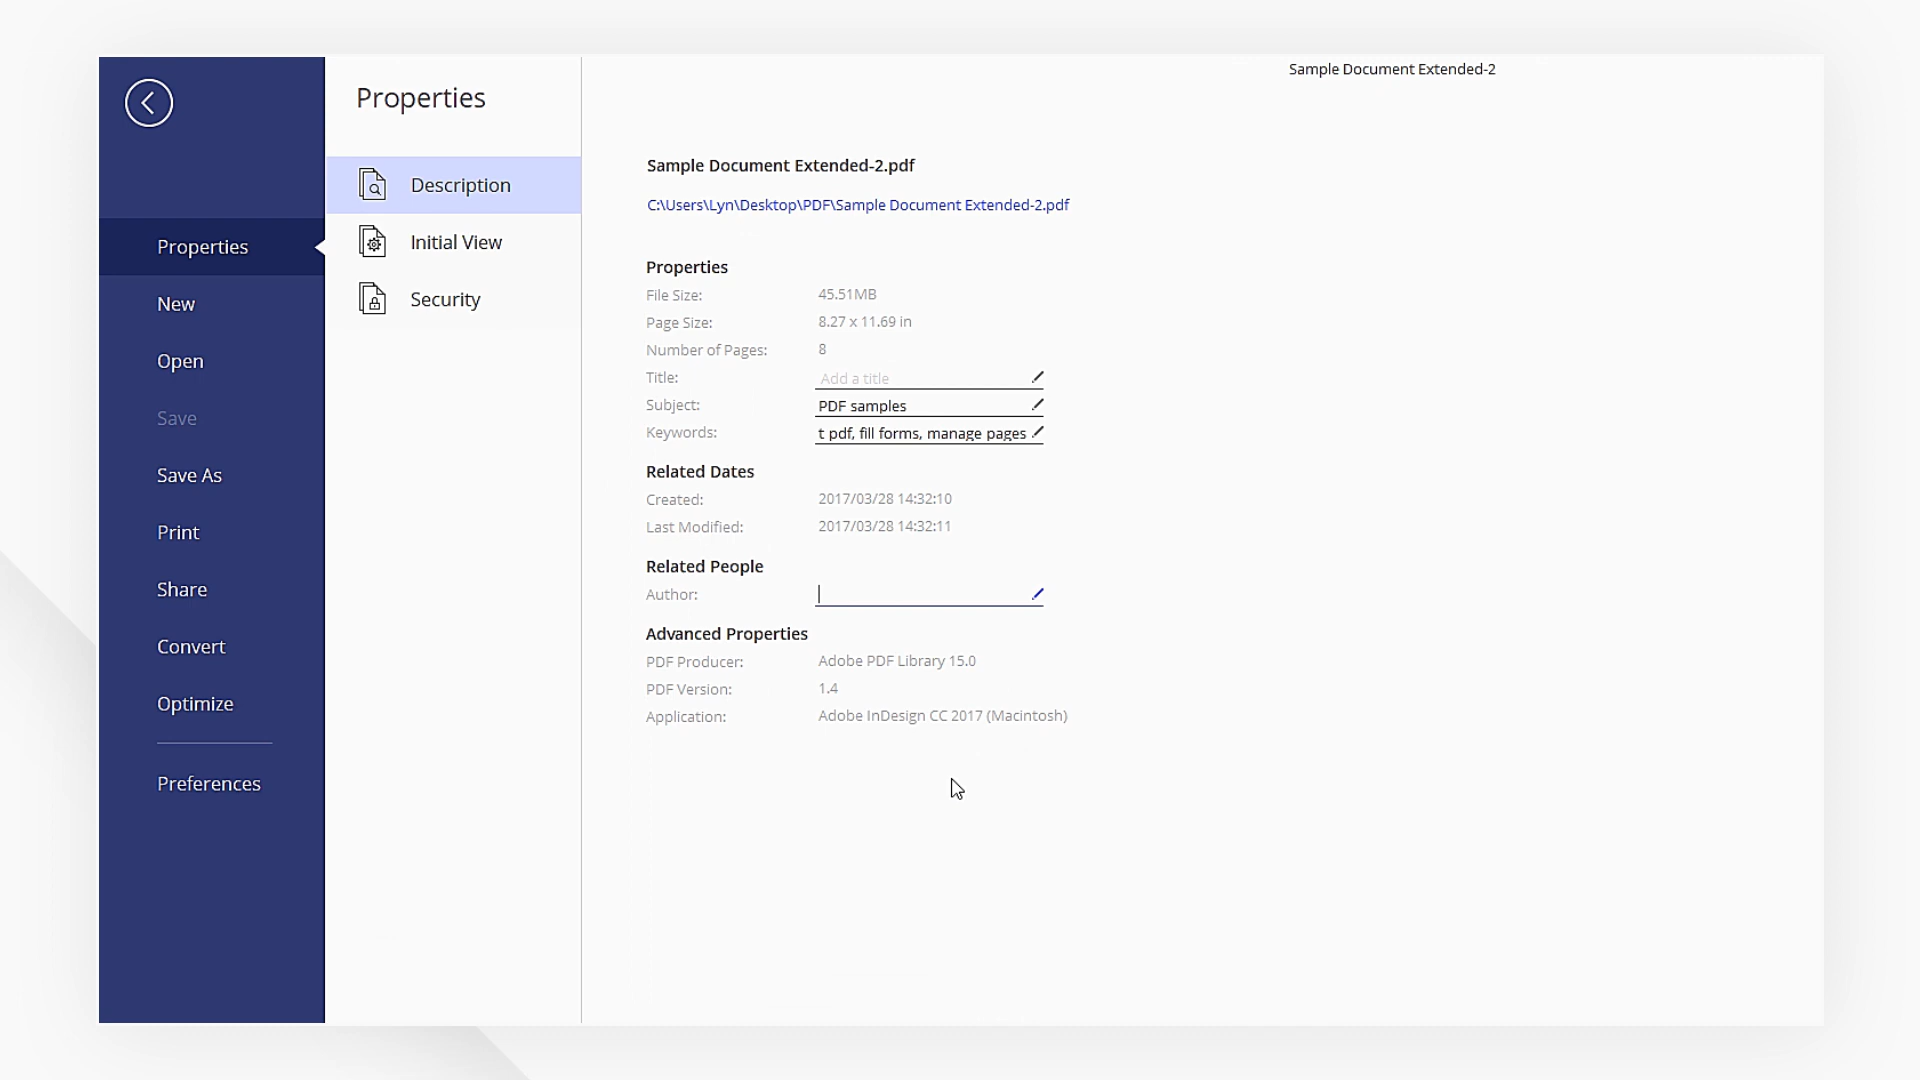 Sample Document Extended-2
Properties
Properties
New
Open
Save
Save As
Print
Share
Convert
Optimize
Preferences
Description
Initial View
Security
Sample Document Extended-2.pdf
C:\Users\Lyn\Desktop\PDF\Sample Document Extended-2.pdf
Properties
File Size: 45.51MB
Page Size: 8.27 x 11.69 in
Number of Pages: 8
Title: Add a title
Subject: PDF samples
Keywords: t pdf, fill forms, manage pages
Related Dates
Created: 2017/03/28 14:32:10
Last Modified: 2017/03/28 14:32:11
Related People
Author:
Advanced Properties
PDF Producer: Adobe PDF Library 15.0
PDF Version: 1.4
Application: Adobe InDesign CC 2017 (Macintosh)